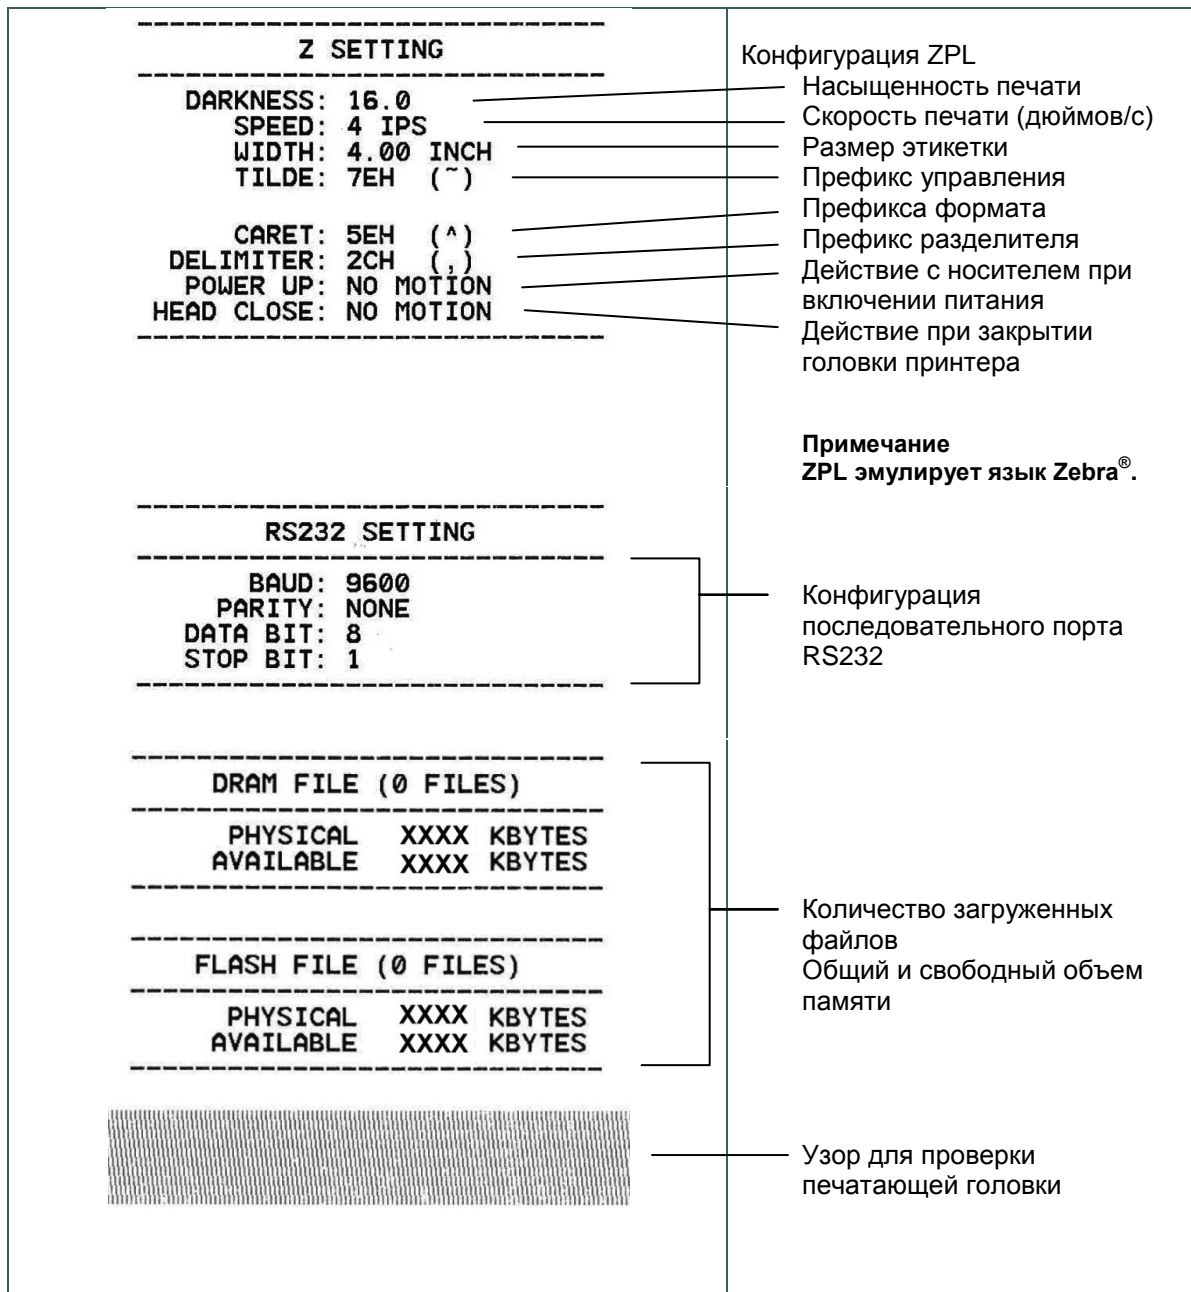 Z SETTING
DARKNESS: 16.0
SPEED: 4 IPS
WIDTH: 4.00 INCH
TILDE: 7EH (~)
CARET: 5EH (^)
DELIMITER: 2CH (,)
POWER UP: NO MOTION
HEAD CLOSE: NO MOTION
Конфигурация ZPL
Насыщенность печати
Скорость печати (дюймов/с)
Размер этикетки
Префикс управления
Префикса формата
Префикс разделителя
Действие с носителем при
включении питания
Действие при закрытии
головки принтера
Примечание
ZPL эмулирует язык Zebra®.
RS232 SETTING
BAUD: 9600
PARITY: NONE
DATA BIT: 8
STOP BIT: 1
Конфигурация
последовательного порта
RS232
DRAM FILE (0 FILES)
PHYSICAL XXXX KBYTES
AVAILABLE XXXX KBYTES
FLASH FILE (0 FILES)
PHYSICAL XXXX KBYTES
AVAILABLE XXXX KBYTES
Количество загруженных
файлов
Общий и свободный объем
памяти
Узор для проверки
печатающей головки